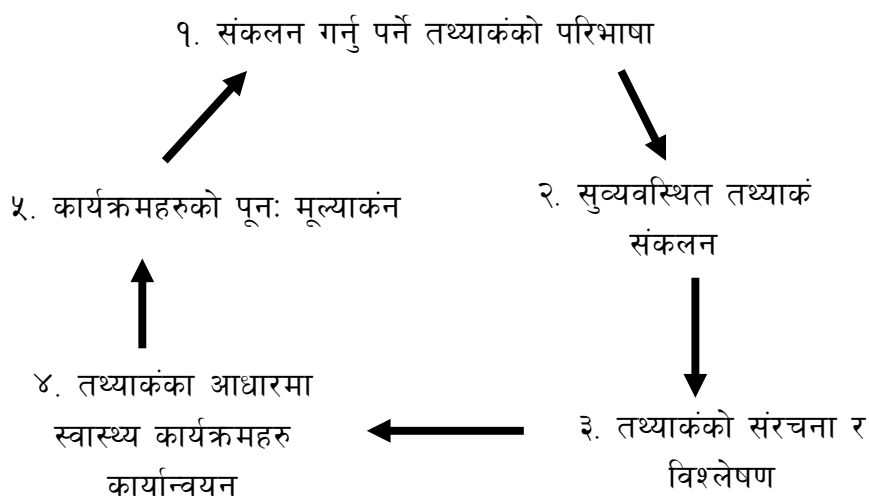 १. संकलन गर्नु पर्ने तथ्याकंको परिभाषा
२. सुव्यवस्थित तथ्याकं
संकलन
३. तथ्याकंको संरचना र
विश्लेषण
४. तथ्याकंका आधारमा
स्वास्थ्य कार्यक्रमहरु
कार्यान्वयन
५. कार्यक्रमहरुको पूनः मूल्याकंन